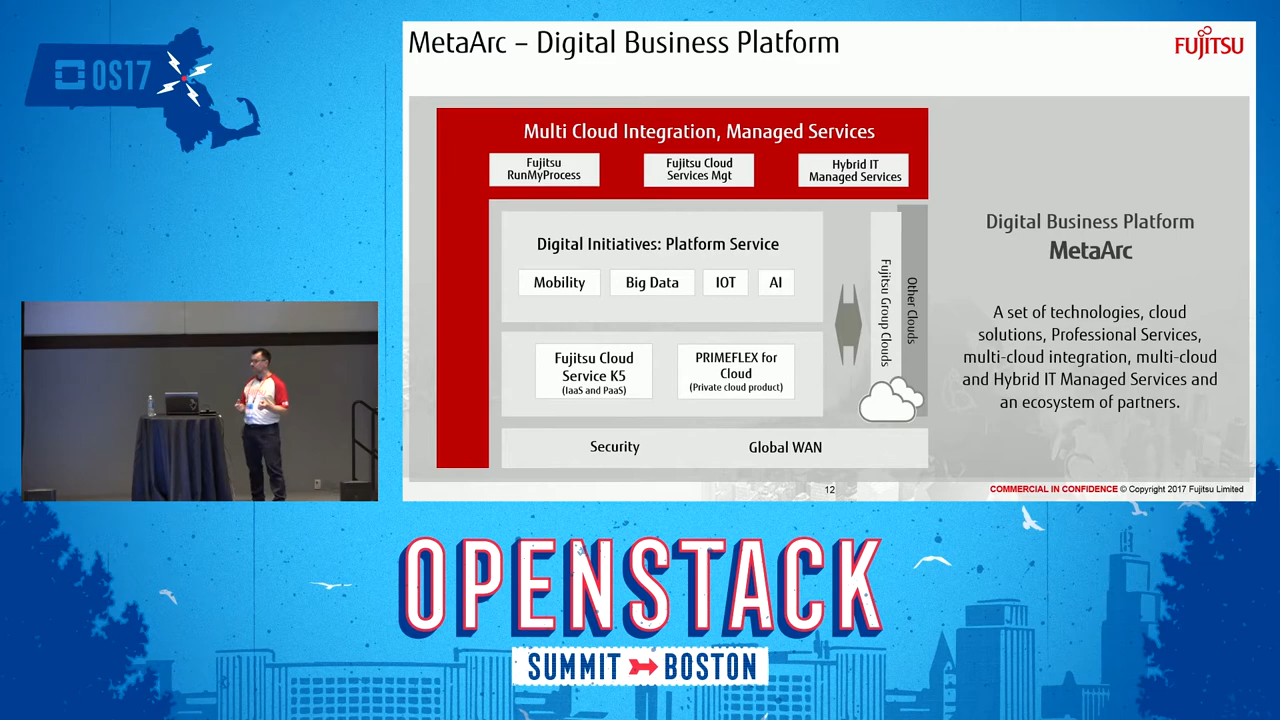 OS17
MetaArc – Digital Business Platform
FUJITSU
Multi Cloud Integration, Managed Services
Fujitsu
RunMyProcess
Fujitsu Cloud
Services Mgt
Hybrid IT
Managed Services
Digital Initiatives: Platform Service
Mobility
Big Data
IOT
AI
Fujitsu Cloud
Service K5
(IaaS and PaaS)
PRIMEFLEX for
Cloud
(Private cloud product)
Fujitsu Group Clouds
Other Clouds
Security
Global WAN
Digital Business Platform
MetaArc
A set of technologies, cloud
solutions, Professional Services,
multi-cloud integration, multi-cloud
and Hybrid IT Managed Services and
an ecosystem of partners.
12
COMMERCIAL IN CONFIDENCE © Copyright 2017 Fujitsu Limited
OPENSTACK
SUMMIT BOSTON